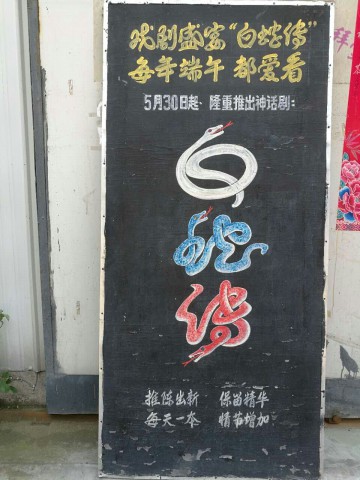 戏剧盛宴“白蛇传”
每年端午 都爱看
5月30日起·隆重推出神话剧:
白
蛇
传
推陈出新 保留精华
每天一本 情节增加